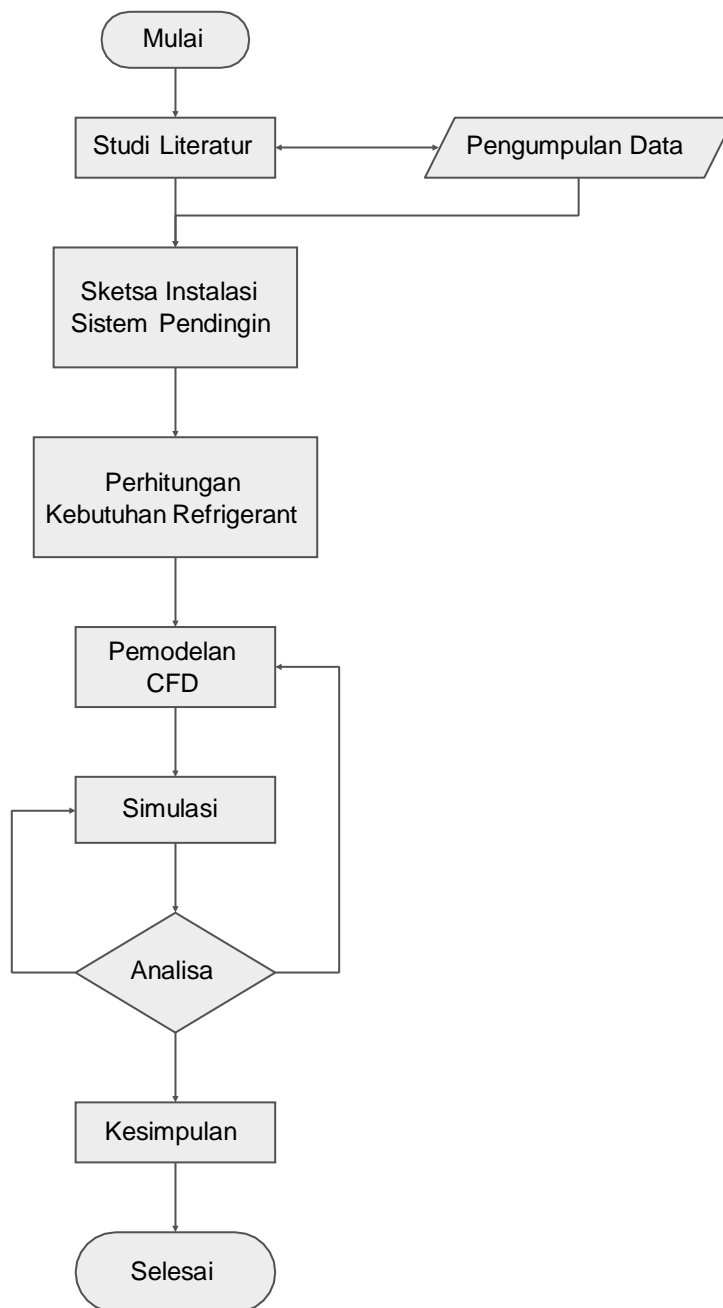 Mulai
Studi Literatur
Pengumpulan Data
Sketsa Instalasi
Sistem Pendingin
Perhitungan
Kebutuhan Refrigerant
Pemodelan
CFD
Simulasi
Analisa
Kesimpulan
Selesai